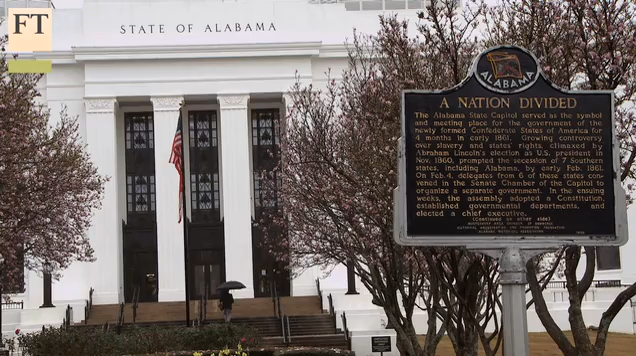 FT
STATE OF ALABAMA
ALABAMA
A NATION DIVIDED
The Alabama State Capitol served as the symbol
and meeting place for the government of the
newly formed Confederate States of America for
4 months in early 1861. Growing controversy
over slavery and states' rights, climaxed by
Abraham Lincoln's election as U.S. president in
Nov. 1860, prompted the secession of 7 Southern
states, including Alabama, by early Feb. 1861.
On Feb. 4, delegates from 6 of these states con-
vened in the Senate Chamber of the Capitol to
organize a separate government. In the ensuing
weeks, the assembly adopted a Constitution,
established governmental departments, and
elected a chief executive.